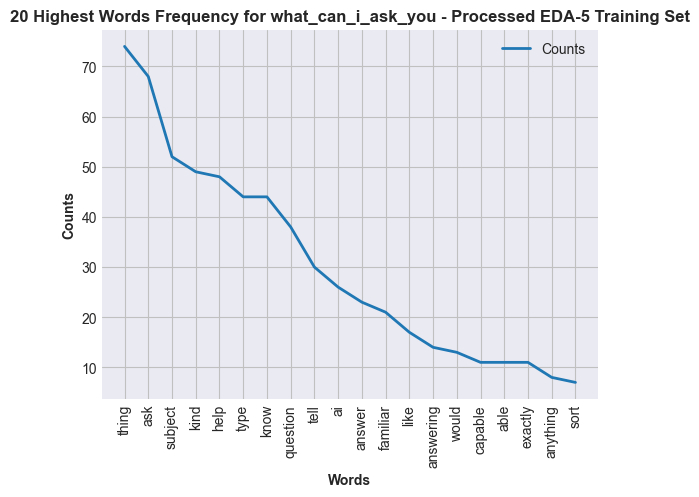 20 Highest Words Frequency for what_can_i_ask_you - Processed EDA-5 Training Set
Counts
70
60
50
40
30
20
10
Counts
thing
ask
subject
kind
help
type
know
question
tell
ai
answer
familiar
like
answering
would
capable
able
exactly
anything
sort
Words